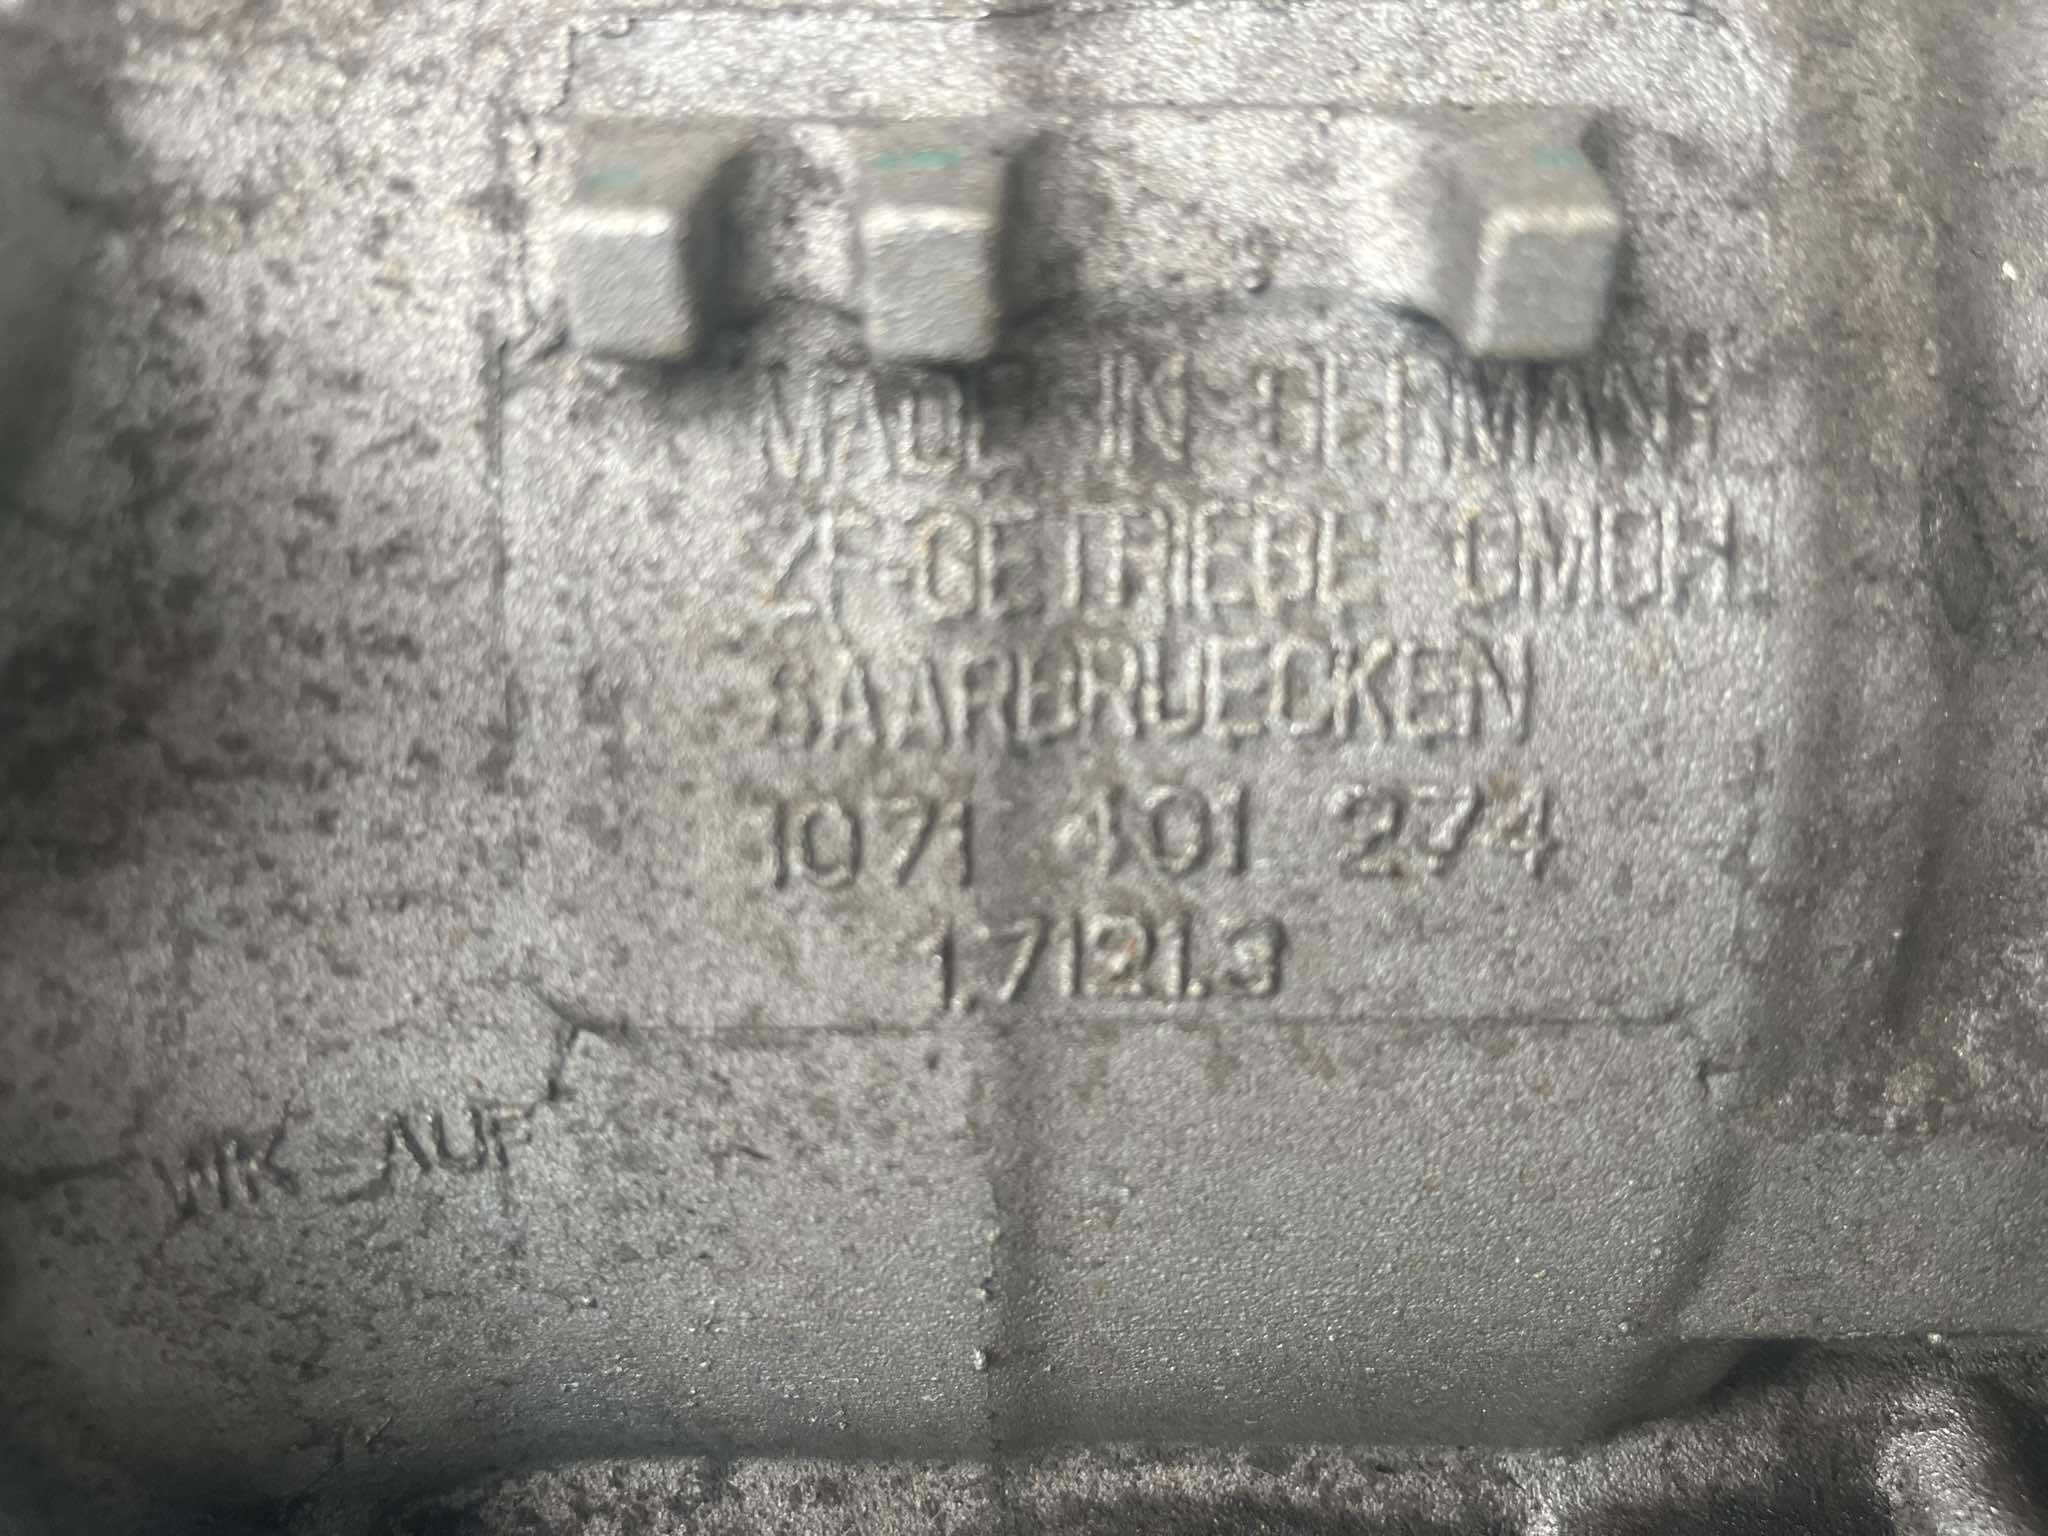 MADE IN GERMANY
ZF-GETRIEBE GMBH
SAARBRUECKEN
1071 401 274
1.7121.3
WK-AUF